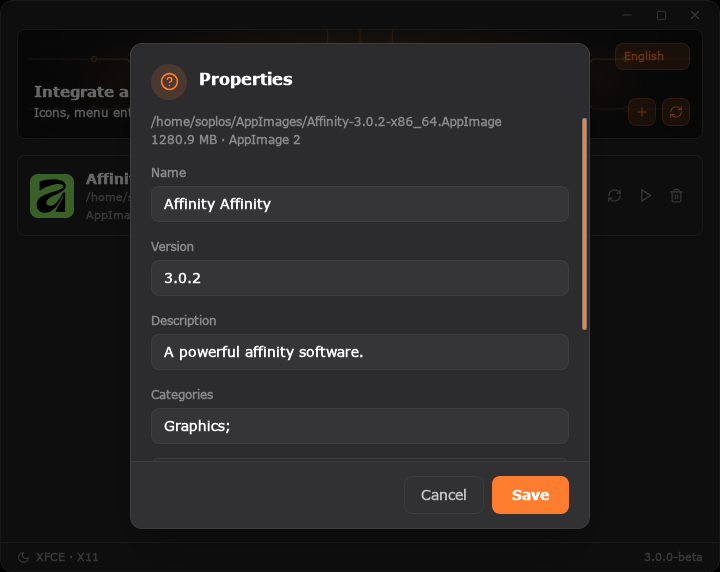 English
Integrate a
Icons, menu ent
Properties
/home/soplos/AppImages/Affinity-3.0.2-x86_64.AppImage
1280.9 MB · AppImage 2
Name
Affinity Affinity
Version
3.0.2
Description
A powerful affinity software.
Categories
Graphics;
Cancel
Save
Affini
/home/s
AppIma
XFCE · X11
3.0.0-beta